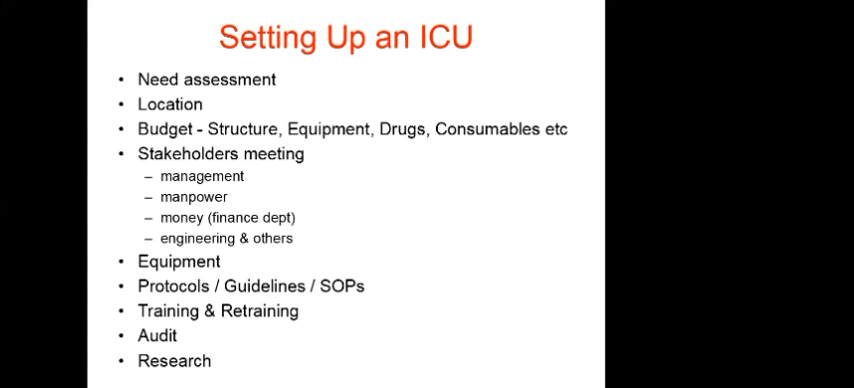 Setting Up an ICU
• Need assessment
• Location
• Budget - Structure, Equipment, Drugs, Consumables etc
• Stakeholders meeting
– management
– manpower
– money (finance dept)
– engineering & others
• Equipment
• Protocols / Guidelines / SOPs
• Training & Retraining
• Audit
• Research